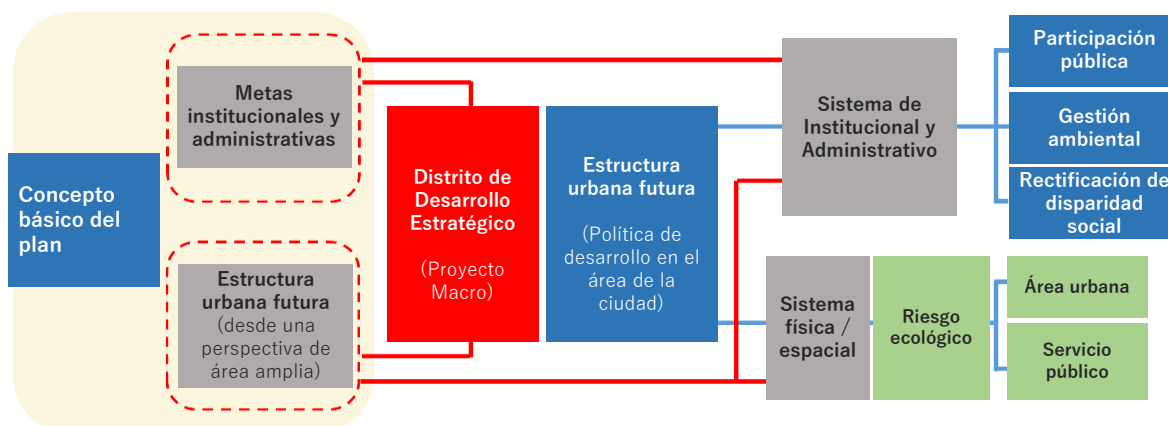 Concepto
básico del
plan
Metas
institucionales y
administrativas
Estructura
urbana futura
(desde una
perspectiva de
área amplia)
Distrito de
Desarrollo
Estratégico
(Proyecto
Macro)
Estructura
urbana futura
(Política de
desarrollo en el
área de la
ciudad)
Sistema de
Institucional y
Administrativo
Participación
pública
Gestión
ambiental
Rectificación de
disparidad
social
Sistema
física /
espacial
Riesgo
ecológico
Área urbana
Servicio
público